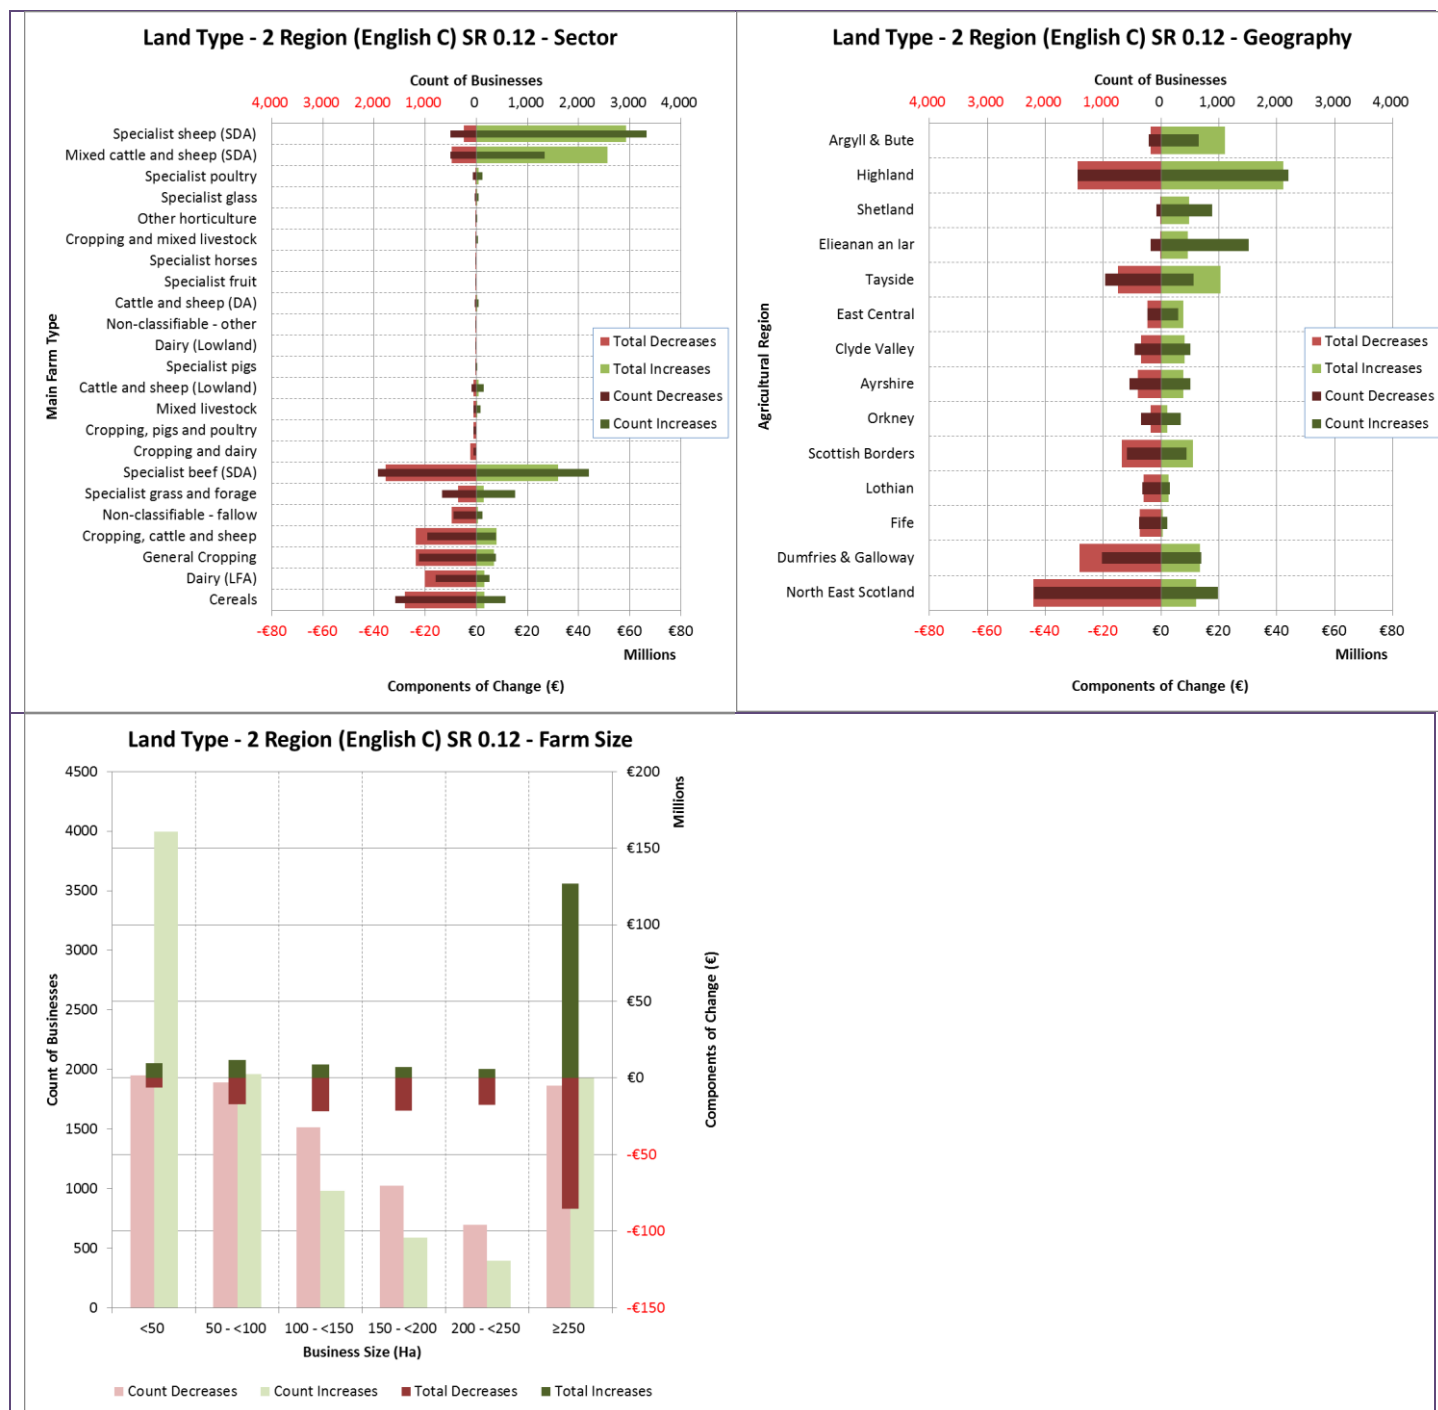 Land Type - 2 Region (English C) SR 0.12 - Sector
Count of Businesses
4,000 3,000 2,000 1,000 0 1,000 2,000 3,000 4,000
Main Farm Type
Specialist sheep (SDA)
Mixed cattle and sheep (SDA)
Specialist poultry
Specialist glass
Other horticulture
Cropping and mixed livestock
Specialist horses
Specialist fruit
Cattle and sheep (DA)
Non-classifiable - other
Dairy (Lowland)
Specialist pigs
Cattle and sheep (Lowland)
Mixed livestock
Cropping, pigs and poultry
Cropping and dairy
Specialist beef (SDA)
Specialist grass and forage
Non-classifiable - fallow
Cropping, cattle and sheep
General Cropping
Dairy (LFA)
Cereals
Total Decreases
Total Increases
Count Decreases
Count Increases
-€80 -€60 -€40 -€20 €0 €20 €40 €60 €80
Millions
Components of Change (€)
Land Type - 2 Region (English C) SR 0.12 - Geography
Count of Businesses
4,000 3,000 2,000 1,000 0 1,000 2,000 3,000 4,000
Agricultural Region
Argyll & Bute
Highland
Shetland
Elieanan an Iar
Tayside
East Central
Clyde Valley
Ayrshire
Orkney
Scottish Borders
Lothian
Fife
Dumfries & Galloway
North East Scotland
Total Decreases
Total Increases
Count Decreases
Count Increases
-€80 -€60 -€40 -€20 €0 €20 €40 €60 €80
Millions
Components of Change (€)
Land Type - 2 Region (English C) SR 0.12 - Farm Size
Count of Businesses
4500
4000
3500
3000
2500
2000
1500
1000
500
0
€200
€150
€100
€50
€0
-€50
-€100
-€150
Millions
Components of Change (€)
<50 50 - <100 100 - <150 150 - <200 200 - <250 ≥250
Business Size (Ha)
Count Decreases Count Increases Total Decreases Total Increases